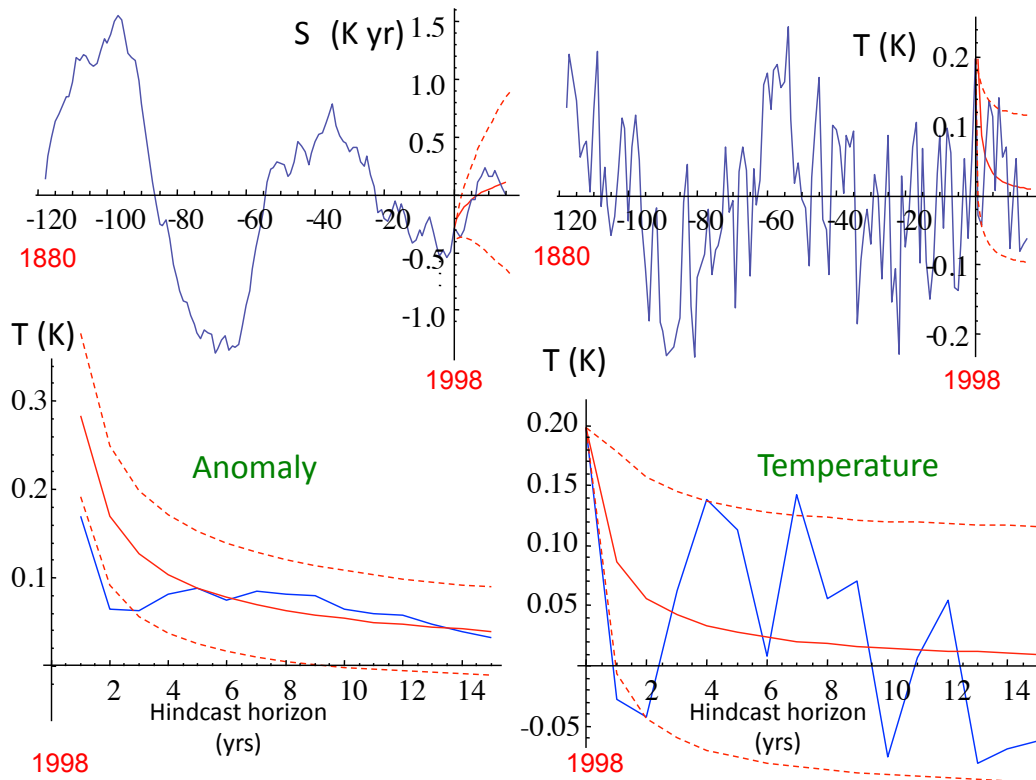 S (K yr)
1.5
1.0
0.5
-120 -100 -80 -60 -40 -20
1880
-0.5
-1.0
1998
T (K)
0.2
0.1
-120 -100 -80 -60 -40 -20
1880
-0.1
-0.2
1998
T (K)
0.3
0.2
0.1
Anomaly
2 4 6 8 10 12 14
Hindcast horizon
(yrs)
1998
T (K)
0.20
0.15
0.10
0.05
-0.05
Temperature
2 4 6 8 10 12 14
Hindcast horizon
(yrs)
1998